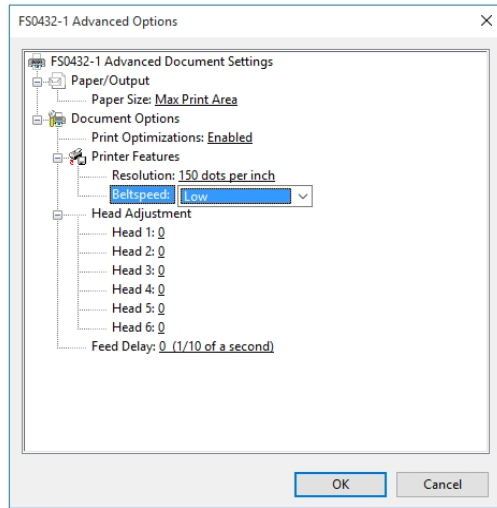 FS0432-1 Advanced Options
FS0432-1 Advanced Document Settings
Paper/Output
Paper Size: Max Print Area
Document Options
Print Optimizations: Enabled
Printer Features
Resolution: 150 dots per inch
Beltspeed: Low
Head Adjustment
Head 1: 0
Head 2: 0
Head 3: 0
Head 4: 0
Head 5: 0
Head 6: 0
Feed Delay: 0 (1/10 of a second)
OK Cancel